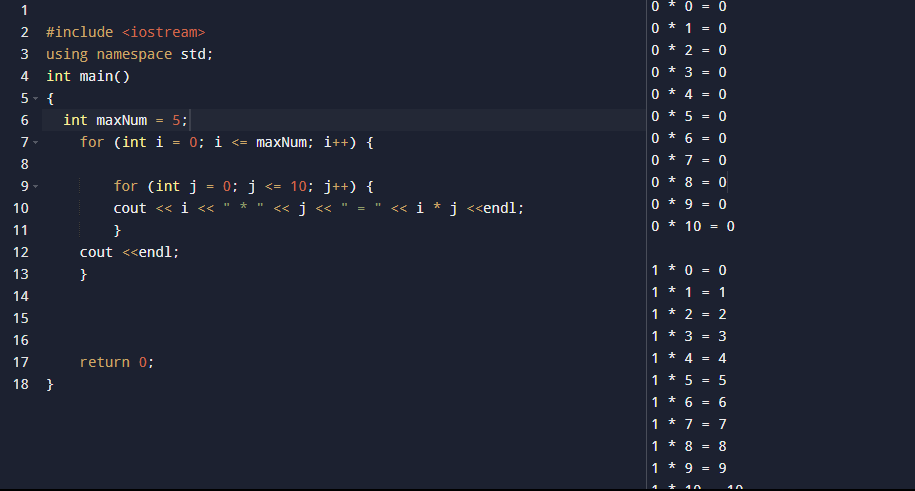 1
2 #include <iostream>
3 using namespace std;
4 int main()
5 {
6 int maxNum = 5;
7 for (int i = 0; i <= maxNum; i++) {
8
9 for (int j = 0; j <= 10; j++) {
10 cout << i << " * " << j << " = " << i * j <<endl;
11 }
12 cout <<endl;
13 }
14
15
16
17 return 0;
18 }
0 * 0 = 0
0 * 1 = 0
0 * 2 = 0
0 * 3 = 0
0 * 4 = 0
0 * 5 = 0
0 * 6 = 0
0 * 7 = 0
0 * 8 = 0
0 * 9 = 0
0 * 10 = 0
1 * 0 = 0
1 * 1 = 1
1 * 2 = 2
1 * 3 = 3
1 * 4 = 4
1 * 5 = 5
1 * 6 = 6
1 * 7 = 7
1 * 8 = 8
1 * 9 = 9
1 * 10 = 10